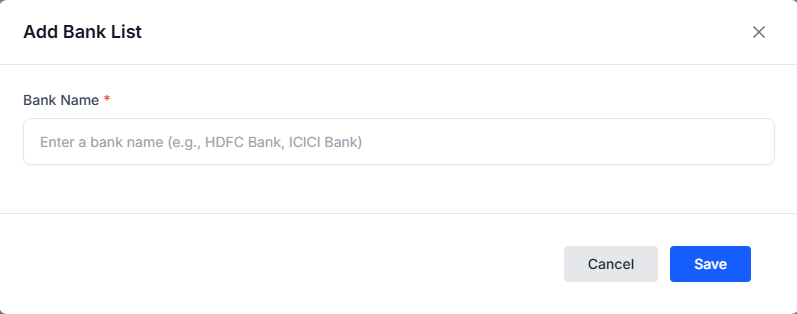 Add Bank List
Bank Name *
Enter a bank name (e.g., HDFC Bank, ICICI Bank)
Cancel
Save